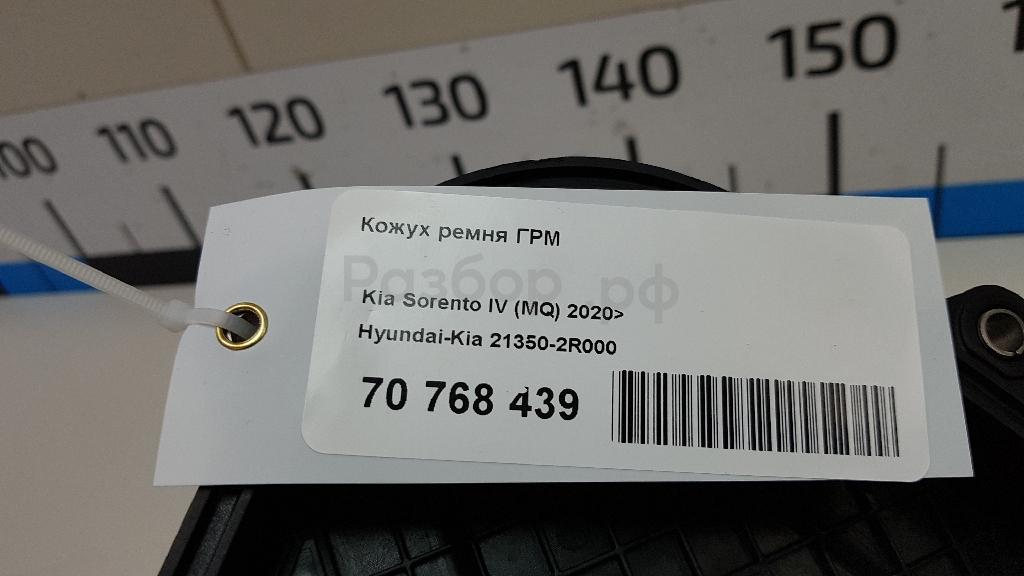 100 110 120 130 140 150
Кожух ремня ГРМ
Разбор рф
Kia Sorento IV (MQ) 2020>
Hyundai-Kia 21350-2R000
70 768 439